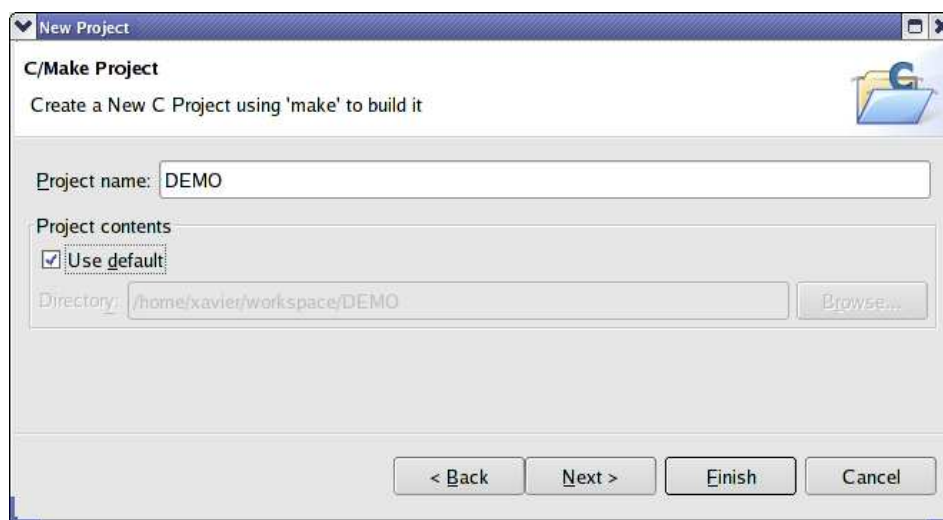 New Project
C/Make Project
Create a New C Project using 'make' to build it
Project name: DEMO
Project contents
Use default
Directory: /home/xavier/workspace/DEMO Browse...
< Back Next > Finish Cancel